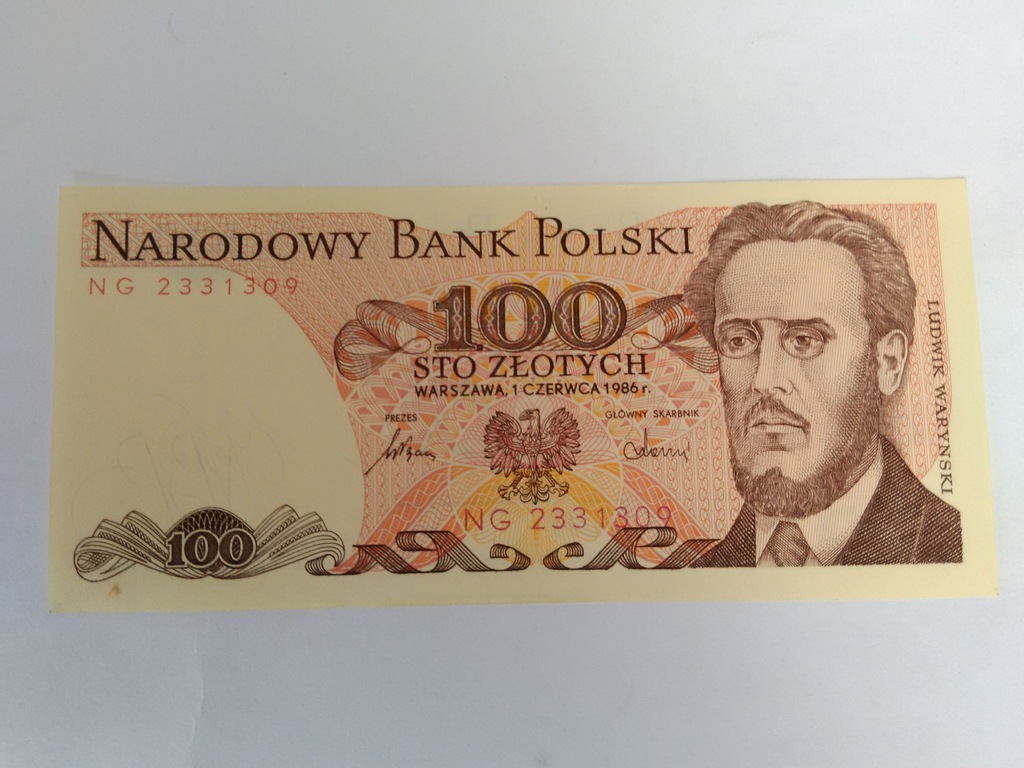 NARODOWY BANK POLSKI
NG 2331309
100
STO ZŁOTYCH
WARSZAWA, 1 CZERWCA 1986 r.
PREZES
GŁÓWNY SKARBNIK
NG 2331309
100
LUDWIK WARYŃSKI